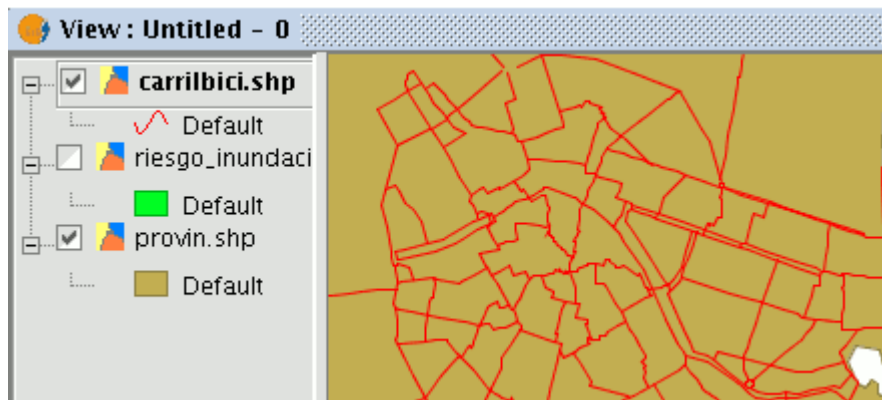 View : Untitled - 0
carrilbici.shp
Default
riesgo_inundaci
Default
provin.shp
Default